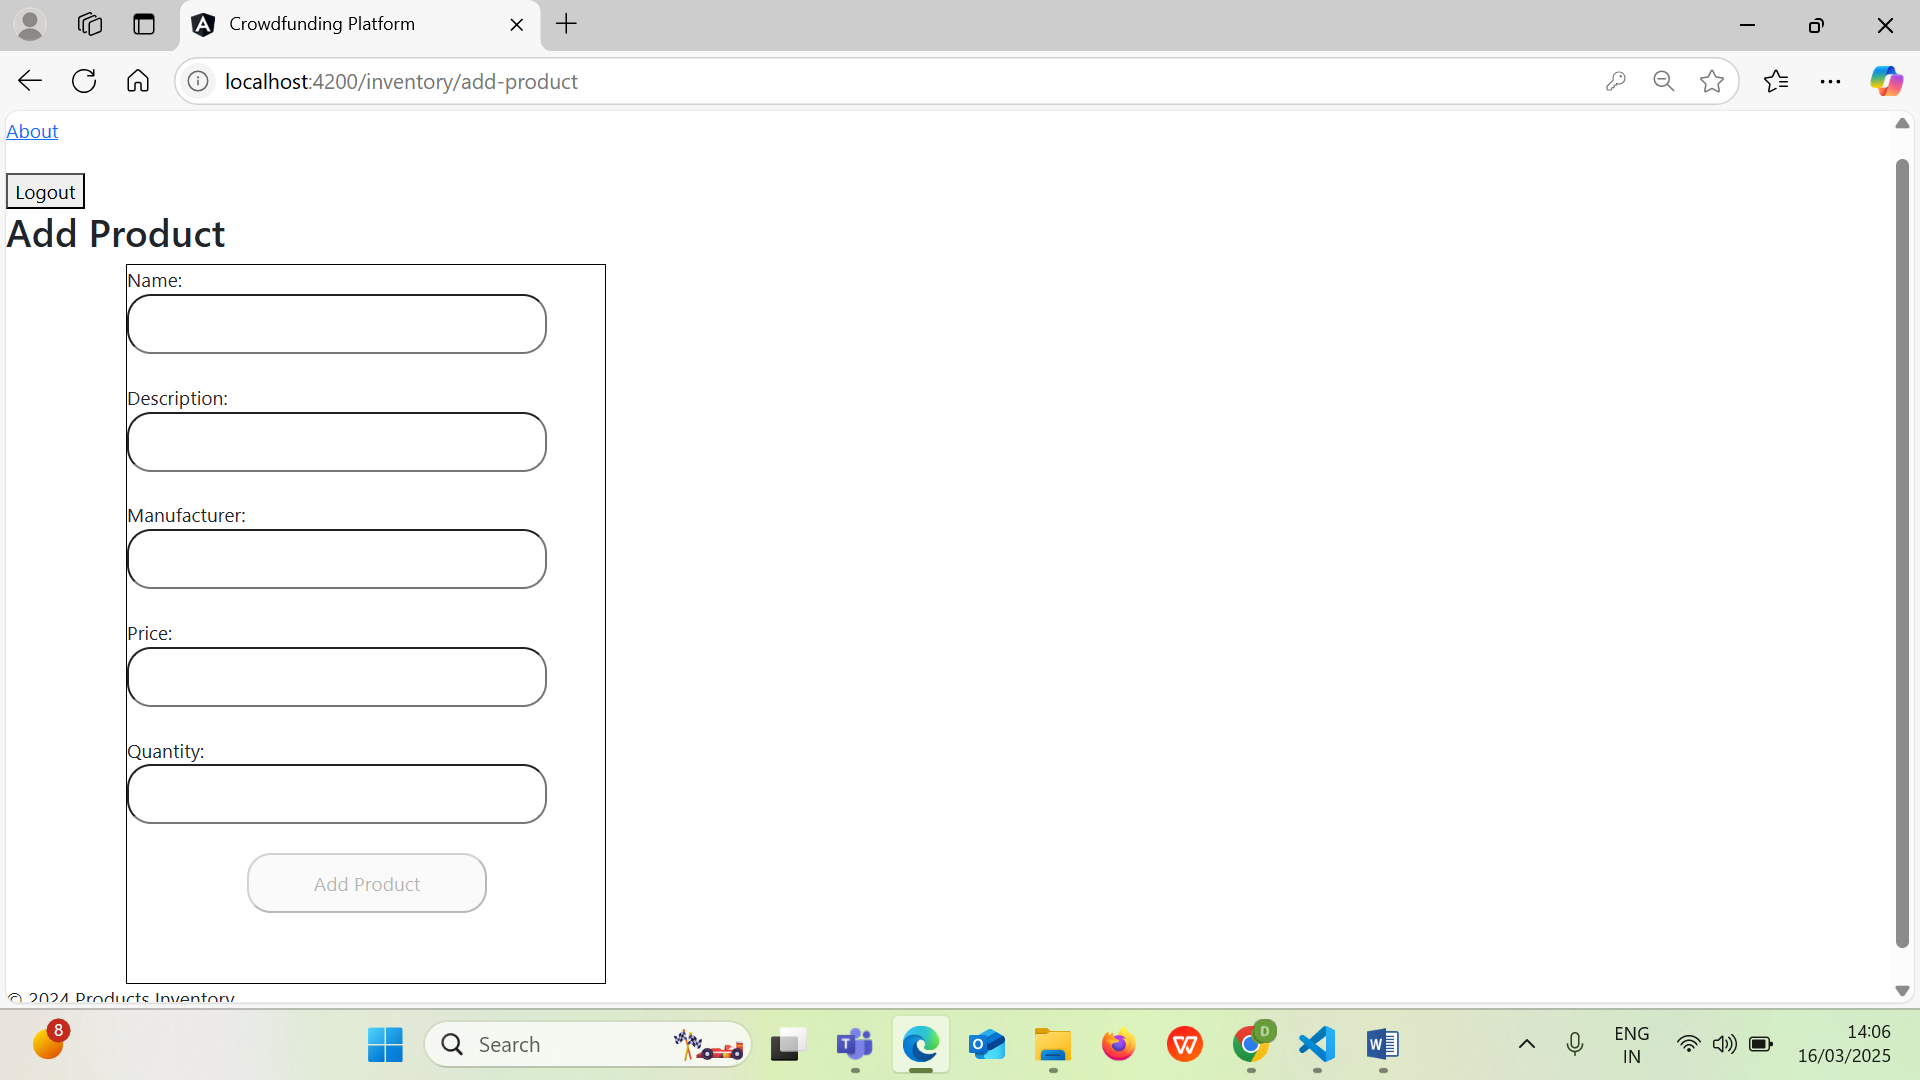 Crowdfunding Platform
localhost:4200/inventory/add-product
About
Logout
Add Product
Name:
Description:
Manufacturer:
Price:
Quantity:
Add Product
© 2024 Products Inventory
8
Search
T
O
W
D
W
ENG
IN
14:06
16/03/2025